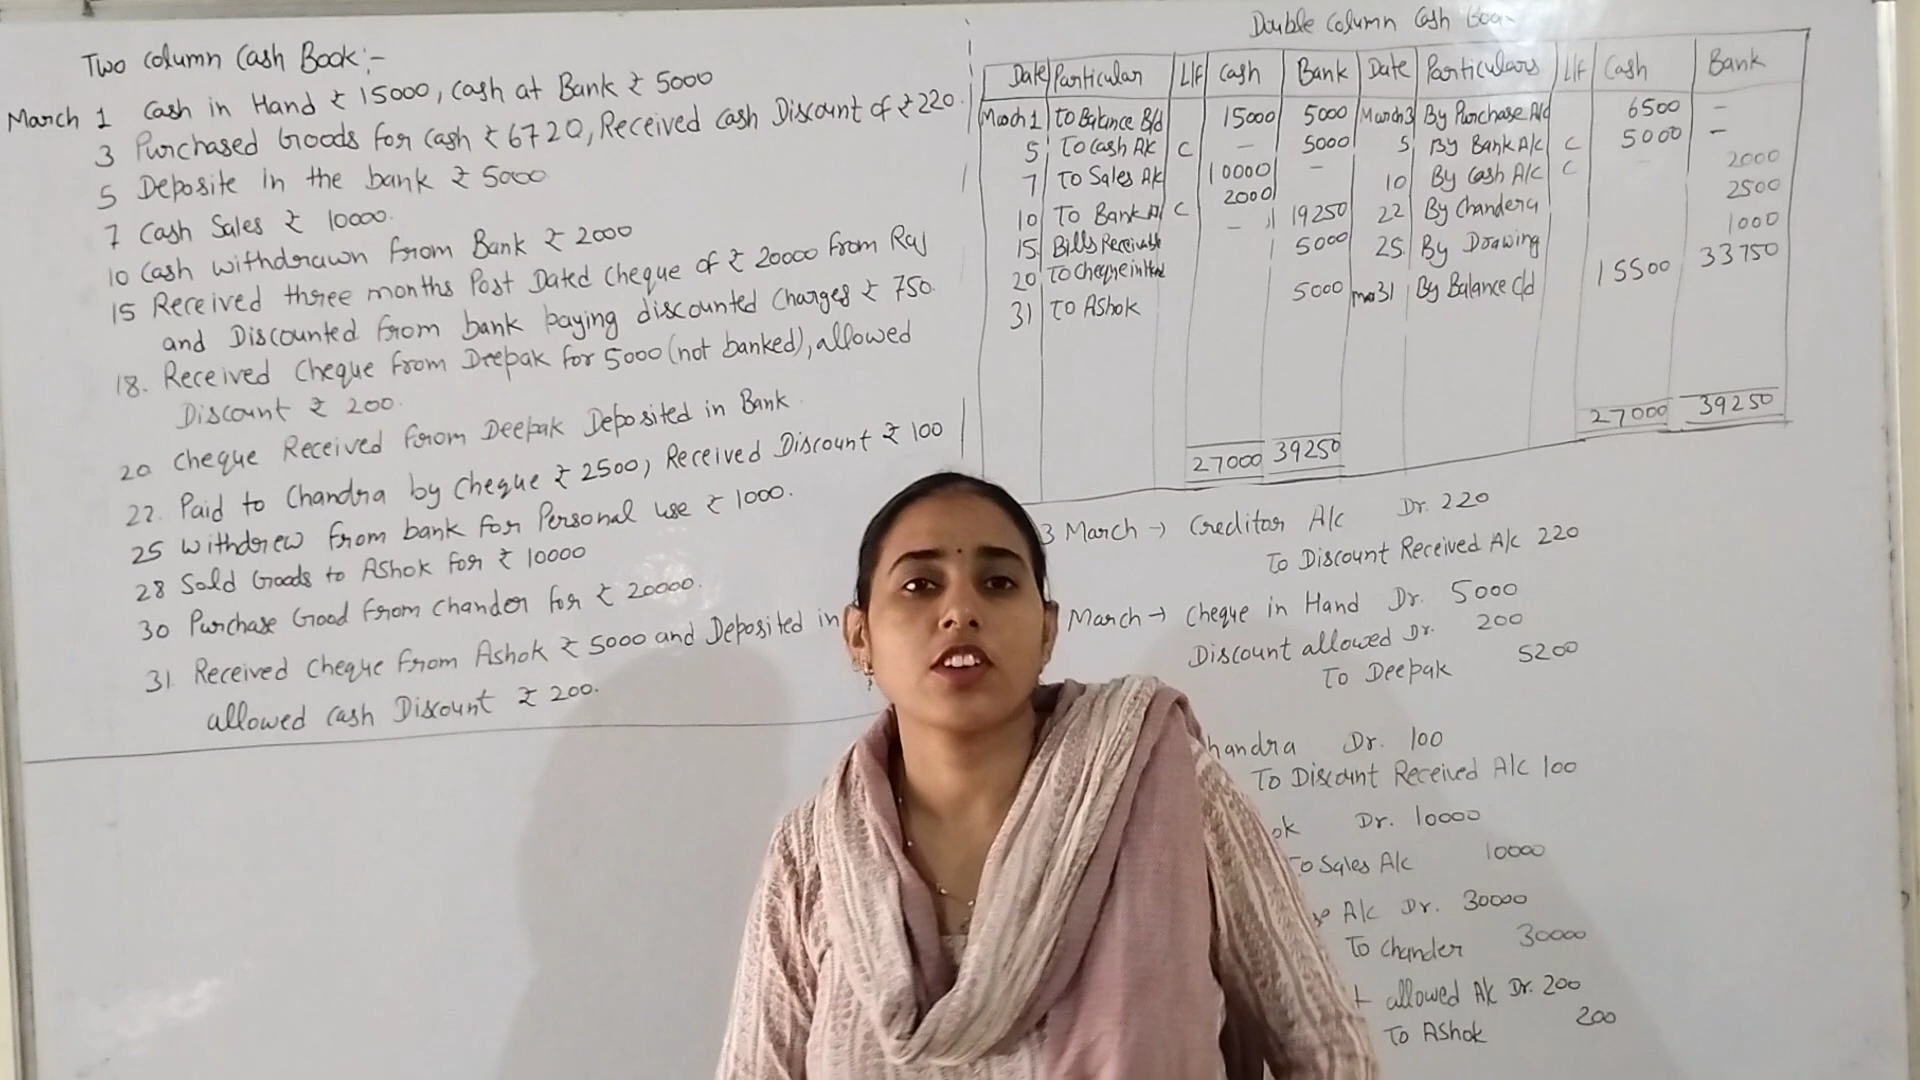 Two column Cash Book:-
March 1 Cash in Hand ₹ 15000, Cash at Bank ₹ 5000
3 Purchased Goods for cash ₹ 6720, Received cash Discount of ₹ 220.
5 Deposite in the bank ₹ 5000
7 Cash Sales ₹ 10000.
10 Cash withdrawn from Bank ₹ 2000
15 Received three months Post Dated Cheque of ₹ 20000 from Raj
and Discounted from bank paying discounted Charges ₹ 750.
18. Received Cheque from Deepak for 5000 (not banked), allowed
Discount ₹ 200.
20 Cheque Received from Deepak Deposited in Bank.
22. Paid to Chandra by Cheque ₹ 2500, Received Discount ₹ 100
25 withdrew from bank for Personal use ₹ 1000.
28 Sold Goods to Ashok for ₹ 10000
30 Purchase Good from Chander for ₹ 20000.
31 Received Cheque from Ashok ₹ 5000 and Deposited in
allowed Cash Discount ₹ 200.
Double Column Cash
Date Particular L/F Cash Bank Date Particulars L/F Cash Bank
March 1 To Balance B/d 15000 5000 March 3 By Purchase A/c 6500 -
5 To Cash A/c C - 5000 5 By Bank A/c C 5000 -
7 To Sales A/c 10000 - 10 By Cash A/c C 2000
10 To Bank A/c C 2000 22 By Chandera 2500
15 Bills Receivable - 19250 25 By Drawing 1000
20 To Cheque in Hand 5000 31 By Balance c/d 15500 33750
31 To Ashok 5000
27000 39250 27000 39250
3 March → Creditor A/c Dr. 220
To Discount Received A/c 220
March → Cheque in Hand Dr. 5000
Discount allowed Dr. 200
To Deepak 5200
handra Dr. 100
To Discount Received A/c 100
ok Dr. 10000
To Sales A/c 10000
A/c Dr. 30000
To Chander 30000
t allowed A/c Dr. 200
To Ashok 200